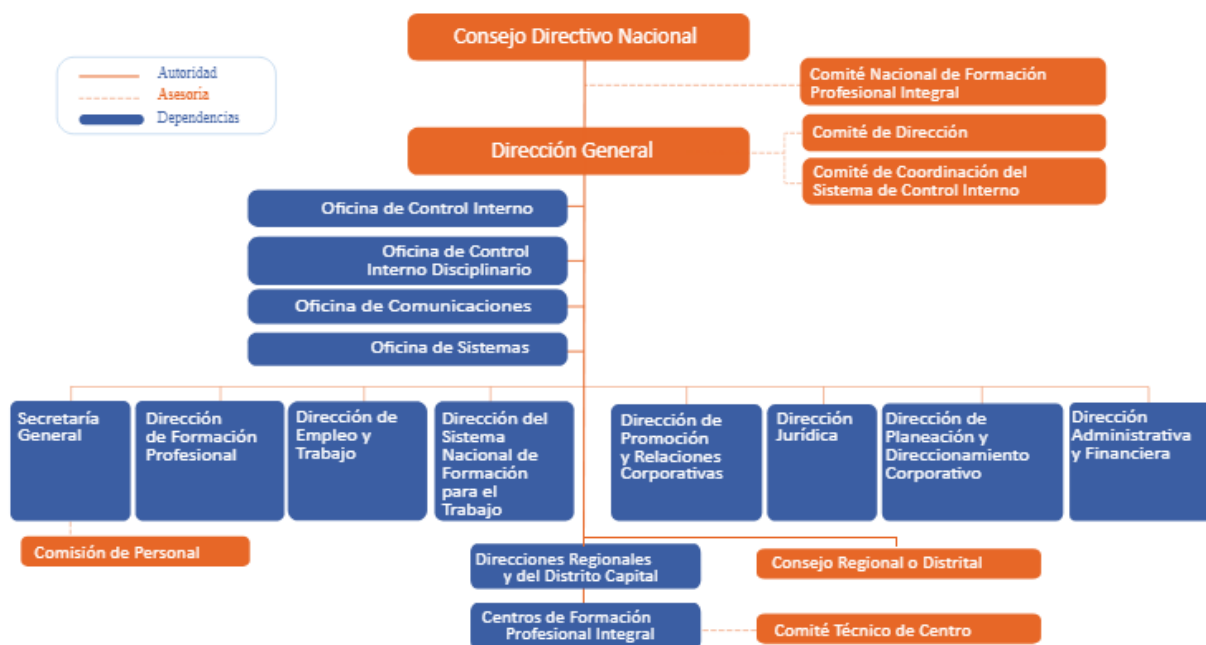 Consejo Directivo Nacional
Autoridad
Asesoría
Dependencias
Comité Nacional de Formación
Profesional Integral
Dirección General
Comité de Dirección
Comité de Coordinación del
Sistema de Control Interno
Oficina de Control Interno
Oficina de Control
Interno Disciplinario
Oficina de Comunicaciones
Oficina de Sistemas
Secretaría
General
Dirección
de Formación
Profesional
Dirección de
Empleo y
Trabajo
Dirección del
Sistema
Nacional de
Formación
para el
Trabajo
Dirección de
Promoción
y Relaciones
Corporativas
Dirección
Jurídica
Dirección de
Planeación y
Direccionamiento
Corporativo
Dirección
Administrativa
y Financiera
Comisión de Personal
Direcciones Regionales
y del Distrito Capital
Consejo Regional o Distrital
Centros de Formación
Profesional Integral
Comité Técnico de Centro